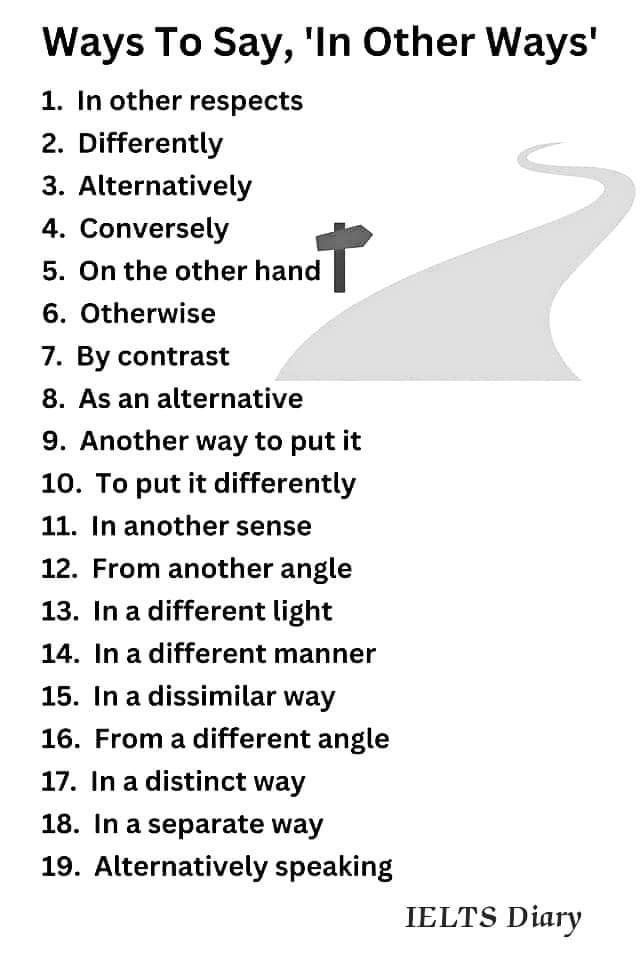 Ways To Say, 'In Other Ways'
1. In other respects
2. Differently
3. Alternatively
4. Conversely
5. On the other hand
6. Otherwise
7. By contrast
8. As an alternative
9. Another way to put it
10. To put it differently
11. In another sense
12. From another angle
13. In a different light
14. In a different manner
15. In a dissimilar way
16. From a different angle
17. In a distinct way
18. In a separate way
19. Alternatively speaking
IELTS Diary